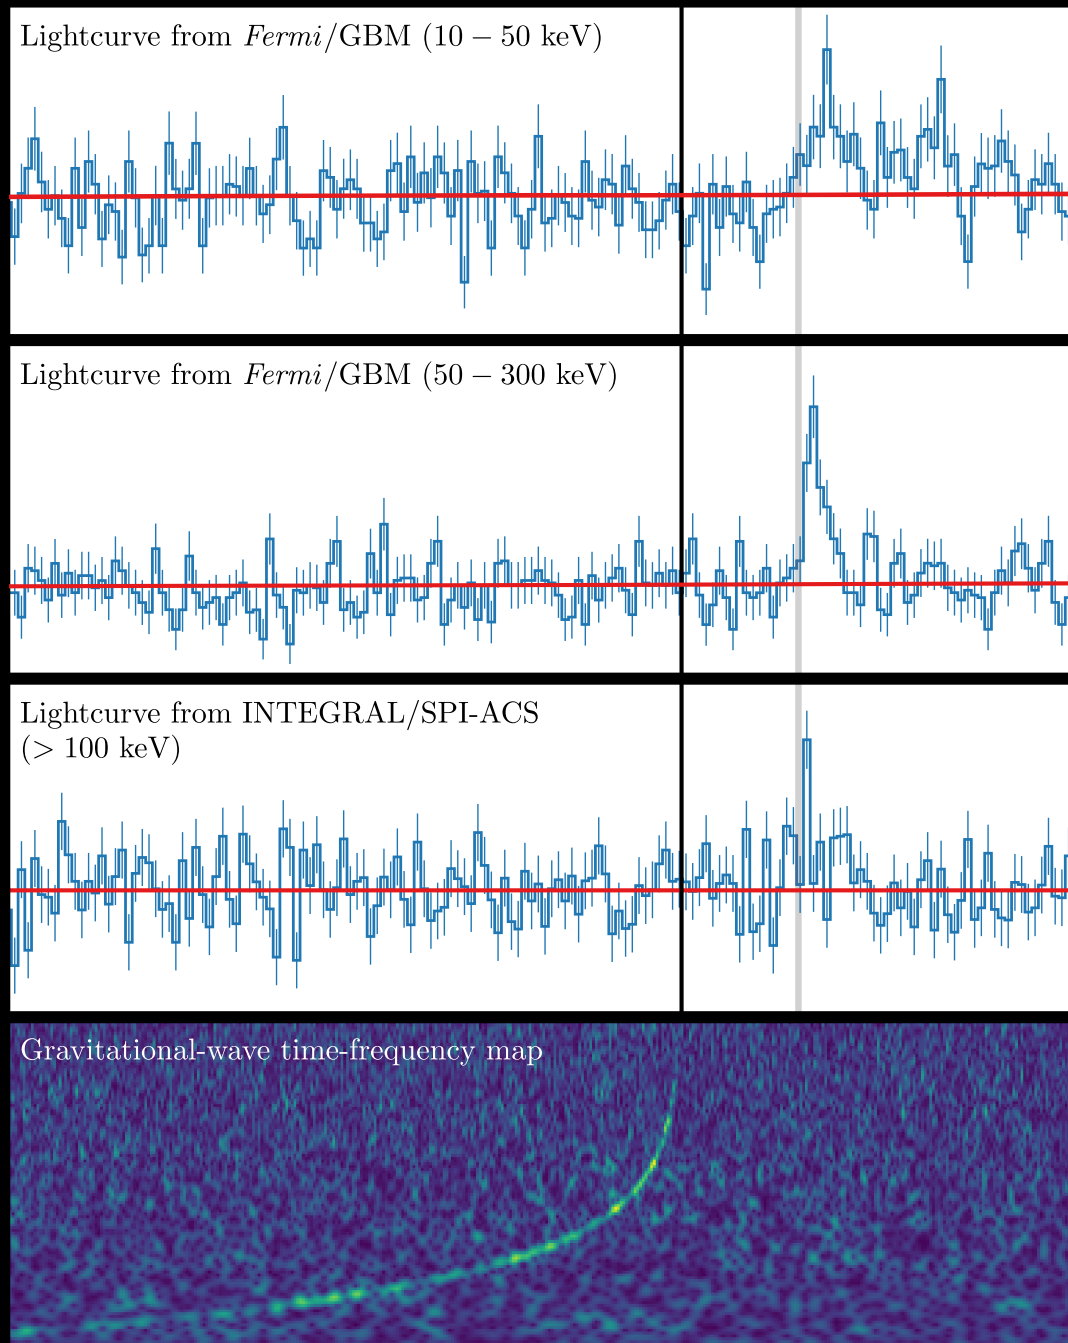 Lightcurve from Fermi/GBM (10 – 50 keV)
Lightcurve from Fermi/GBM (50 – 300 keV)
Lightcurve from INTEGRAL/SPI-ACS
(> 100 keV)
Gravitational-wave time-frequency map